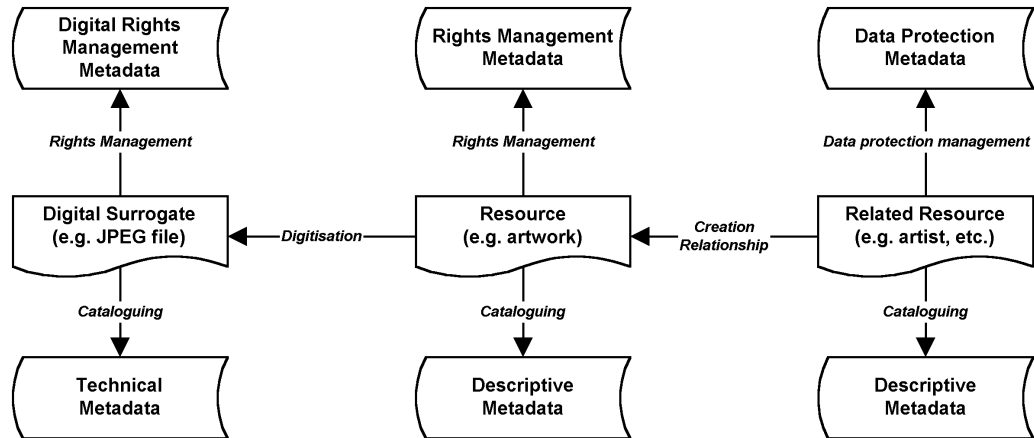 Digital Rights
Management
Metadata
Rights Management
Metadata
Data Protection
Metadata
Rights Management
Rights Management
Data protection management
Digital Surrogate
(e.g. JPEG file)
Digitisation
Resource
(e.g. artwork)
Creation
Relationship
Related Resource
(e.g. artist, etc.)
Cataloguing
Cataloguing
Cataloguing
Technical
Metadata
Descriptive
Metadata
Descriptive
Metadata